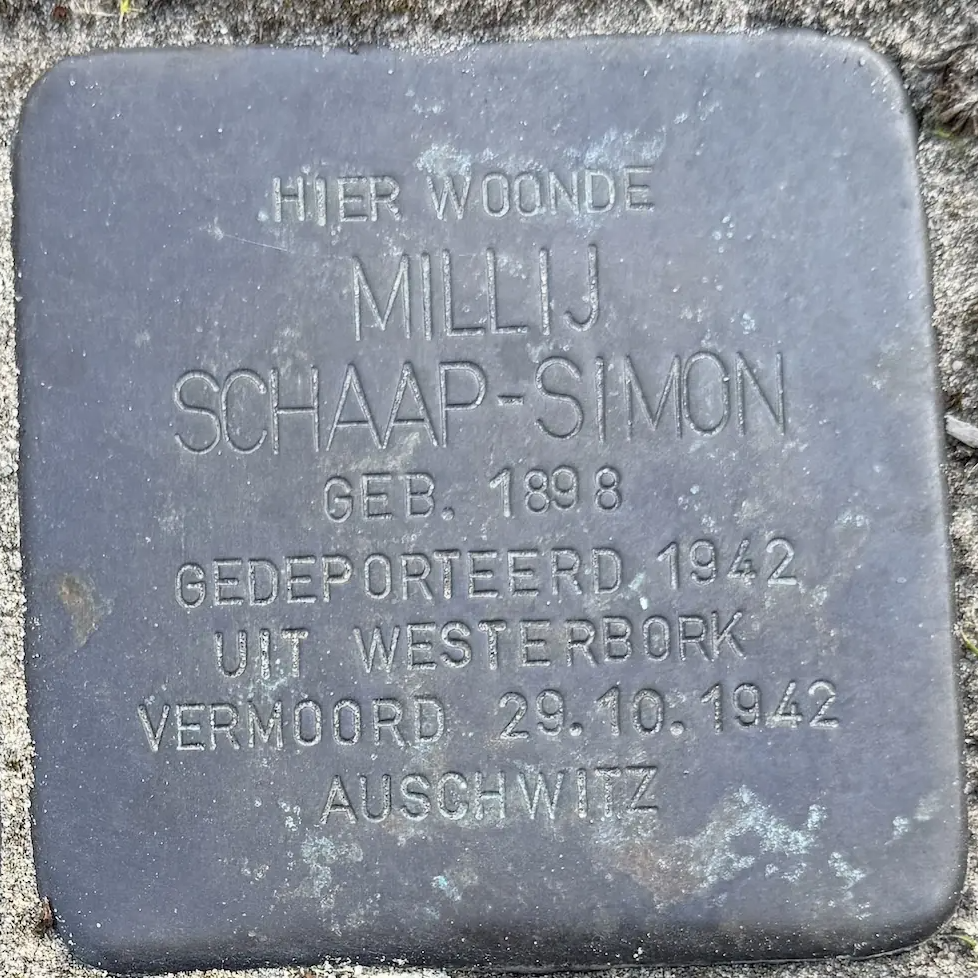 HIER WOONDE
MILLIJ
SCHAAP-SIMON
GEB. 1898
GEDEPORTEERD 1942
UIT WESTERBORK
VERMOORD 29.10.1942
AUSCHWITZ